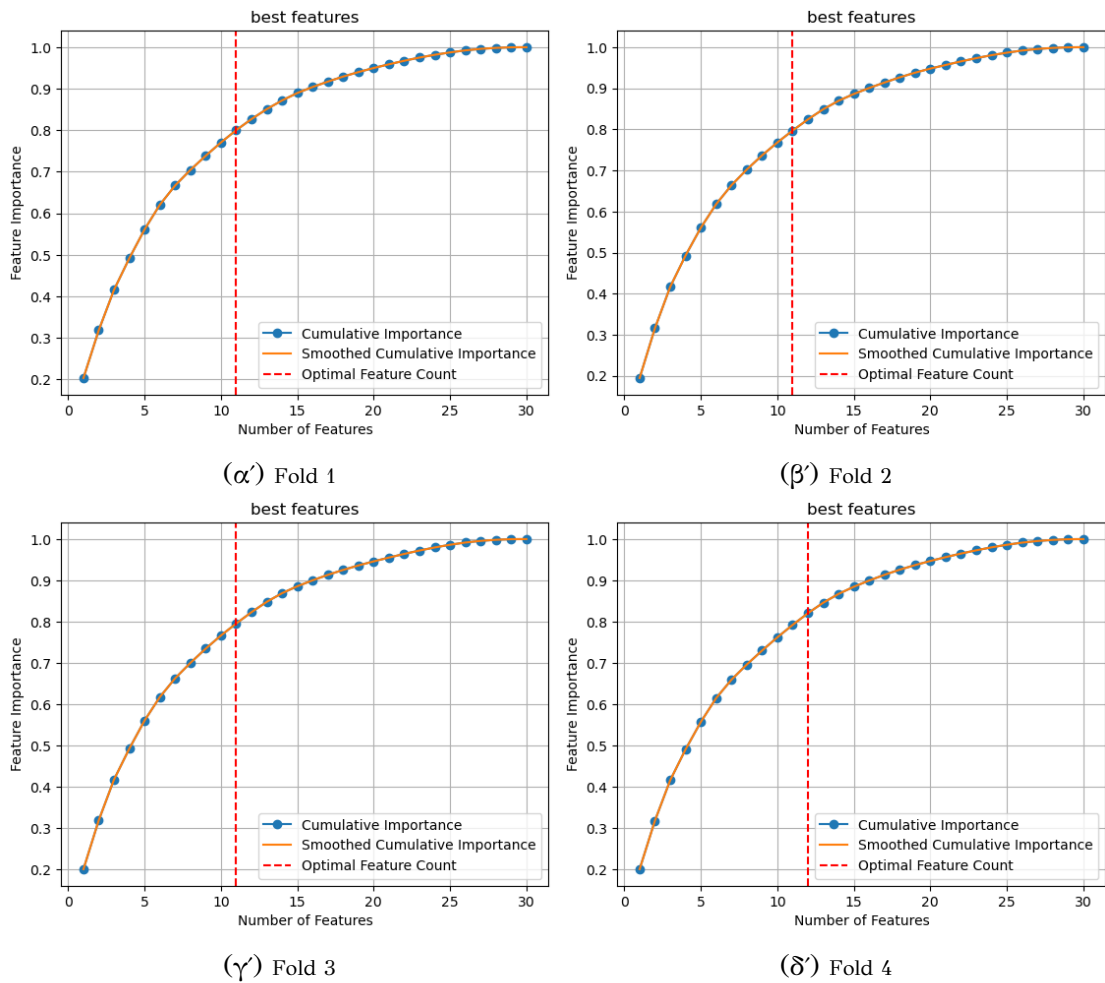 best features
1.0
0.9
0.8
0.7
0.6
0.5
0.4
0.3
0.2
Feature Importance
Cumulative Importance
Smoothed Cumulative Importance
Optimal Feature Count
0 5 10 15 20 25 30
Number of Features
(α′) Fold 1
best features
1.0
0.9
0.8
0.7
0.6
0.5
0.4
0.3
0.2
Feature Importance
Cumulative Importance
Smoothed Cumulative Importance
Optimal Feature Count
0 5 10 15 20 25 30
Number of Features
(β′) Fold 2
best features
1.0
0.9
0.8
0.7
0.6
0.5
0.4
0.3
0.2
Feature Importance
Cumulative Importance
Smoothed Cumulative Importance
Optimal Feature Count
0 5 10 15 20 25 30
Number of Features
(γ′) Fold 3
best features
1.0
0.9
0.8
0.7
0.6
0.5
0.4
0.3
0.2
Feature Importance
Cumulative Importance
Smoothed Cumulative Importance
Optimal Feature Count
0 5 10 15 20 25 30
Number of Features
(δ′) Fold 4